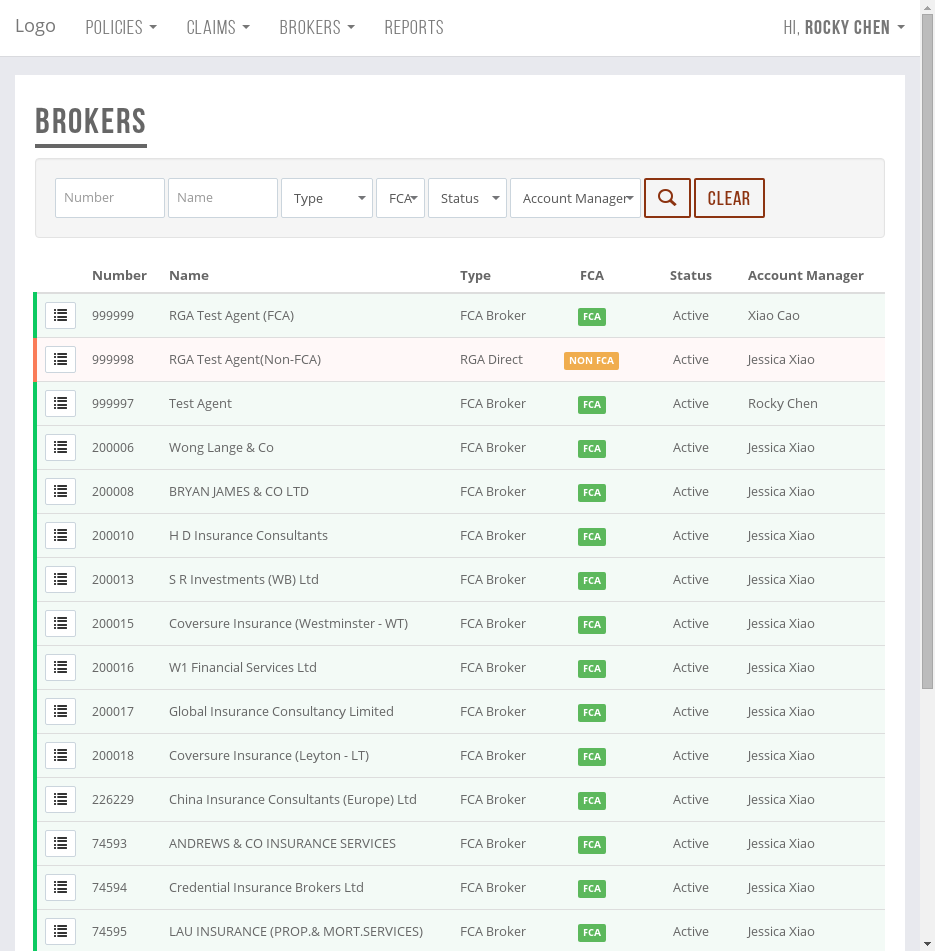 Logo POLICIES CLAIMS BROKERS REPORTS HI, ROCKY CHEN
BROKERS
Number Name Type FCA Status Account Manager CLEAR
Number Name Type FCA Status Account Manager
999999 RGA Test Agent (FCA) FCA Broker FCA Active Xiao Cao
999998 RGA Test Agent(Non-FCA) RGA Direct NON FCA Active Jessica Xiao
999997 Test Agent FCA Broker FCA Active Rocky Chen
200006 Wong Lange & Co FCA Broker FCA Active Jessica Xiao
200008 BRYAN JAMES & CO LTD FCA Broker FCA Active Jessica Xiao
200010 H D Insurance Consultants FCA Broker FCA Active Jessica Xiao
200013 S R Investments (WB) Ltd FCA Broker FCA Active Jessica Xiao
200015 Coversure Insurance (Westminster - WT) FCA Broker FCA Active Jessica Xiao
200016 W1 Financial Services Ltd FCA Broker FCA Active Jessica Xiao
200017 Global Insurance Consultancy Limited FCA Broker FCA Active Jessica Xiao
200018 Coversure Insurance (Leyton - LT) FCA Broker FCA Active Jessica Xiao
226229 China Insurance Consultants (Europe) Ltd FCA Broker FCA Active Jessica Xiao
74593 ANDREWS & CO INSURANCE SERVICES FCA Broker FCA Active Jessica Xiao
74594 Credential Insurance Brokers Ltd FCA Broker FCA Active Jessica Xiao
74595 LAU INSURANCE (PROP.& MORT.SERVICES) FCA Broker FCA Active Jessica Xiao